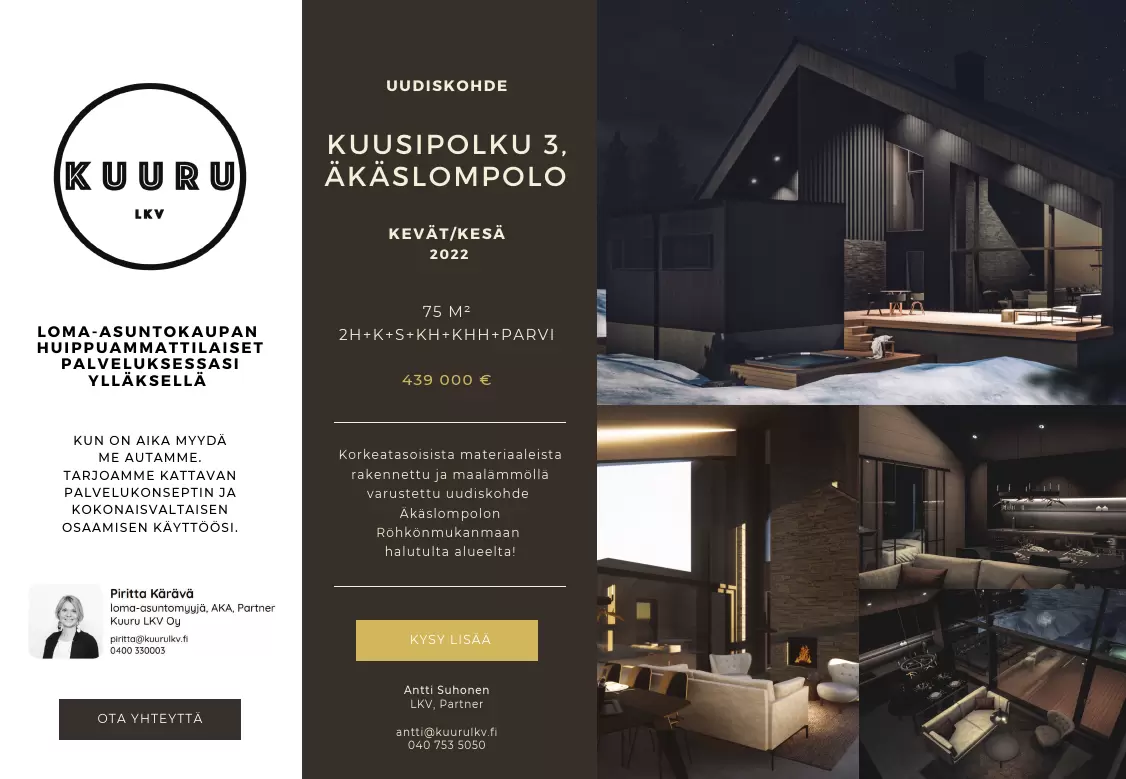 KUURU
LKV
LOMA-ASUNTOKAUPAN
HUIPPUAMMATTILAISET
PALVELUKSESSASI
YLLÄKSELLÄ
KUN ON AIKA MYYDÄ
ME AUTAMME.
TARJOAMME KATTAVAN
PALVELUKONSEPTIN JA
KOKONAISVALTAISEN
OSAAMISEN KÄYTTÖÖSI.
Piritta Kärävä
loma-asuntomyyjä, AKA, Partner
Kuuru LKV Oy
piritta@kuurulkv.fi
0400 330003
OTA YHTEYTTÄ
UUDISKOHDE
KUUSIPOLKU 3,
ÄKÄSLOMPOLO
KEVÄT/KESÄ
2022
75 M²
2H+K+S+KH+KHH+PARVI
439 000 €
Korkeatasoisista materiaaleista
rakennettu ja maalämmöllä
varustettu uudiskohde
Äkäslompolon
Röhkönmukanmaan
halutulta alueelta!
KYSY LISÄÄ
Antti Suhonen
LKV, Partner
antti@kuurulkv.fi
040 753 5050